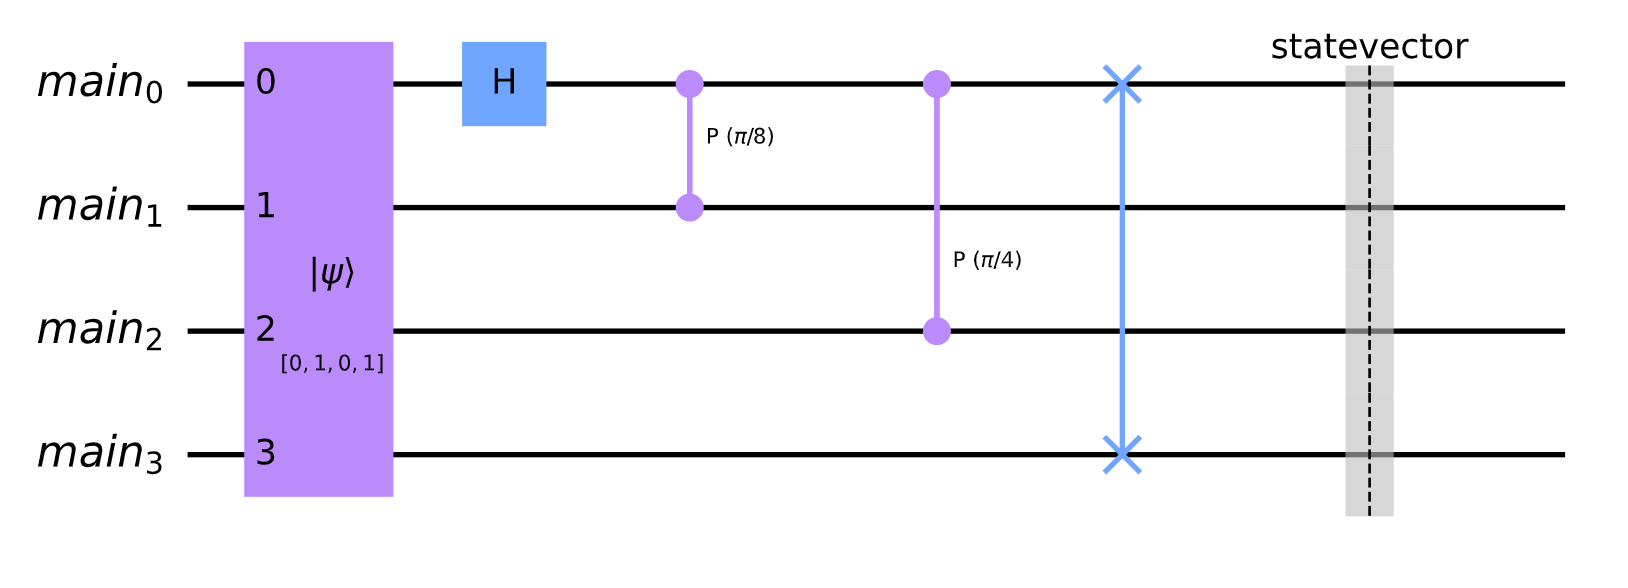 statevector
main₀ 0 H
P (π/8)
main₁ 1
P (π/4)
|ψ⟩
main₂ 2
[0, 1, 0, 1]
main₃ 3